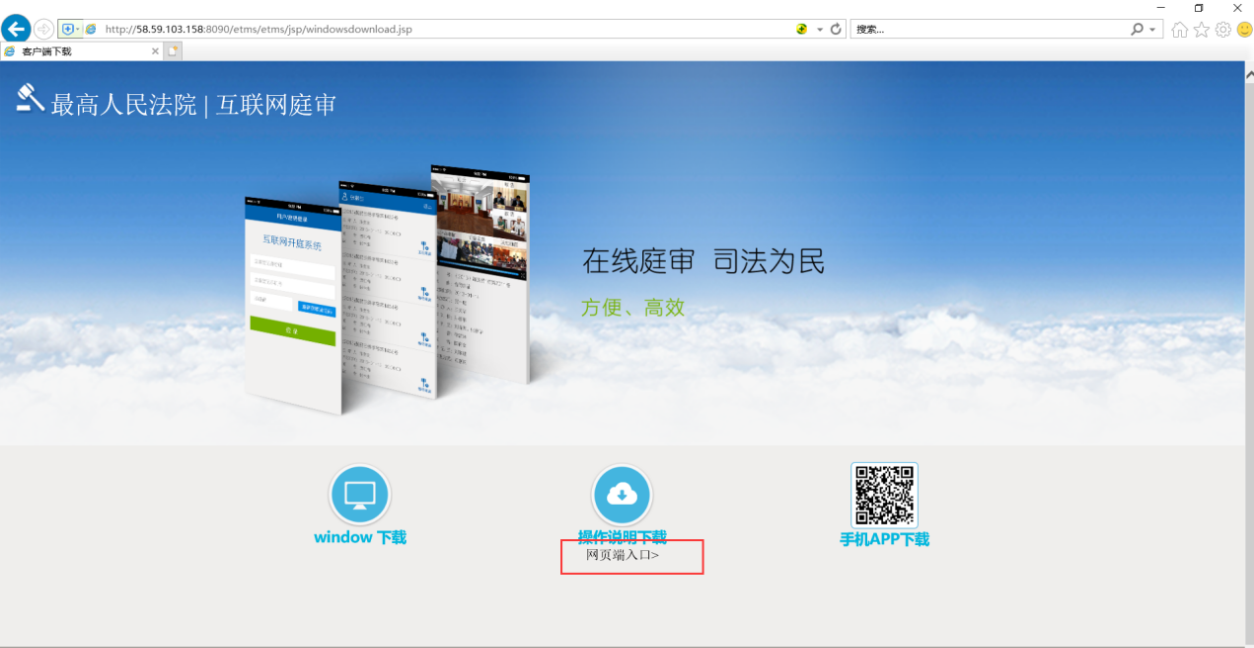 http://58.59.103.158:8090/etms/etms/jsp/windowsdownload.jsp
搜索...
客户端下载
最高人民法院 | 互联网庭审
互联网开庭系统
登录
在线庭审 司法为民
方便、高效
window 下载
操作说明下载
手机APP下载
网页端入口>